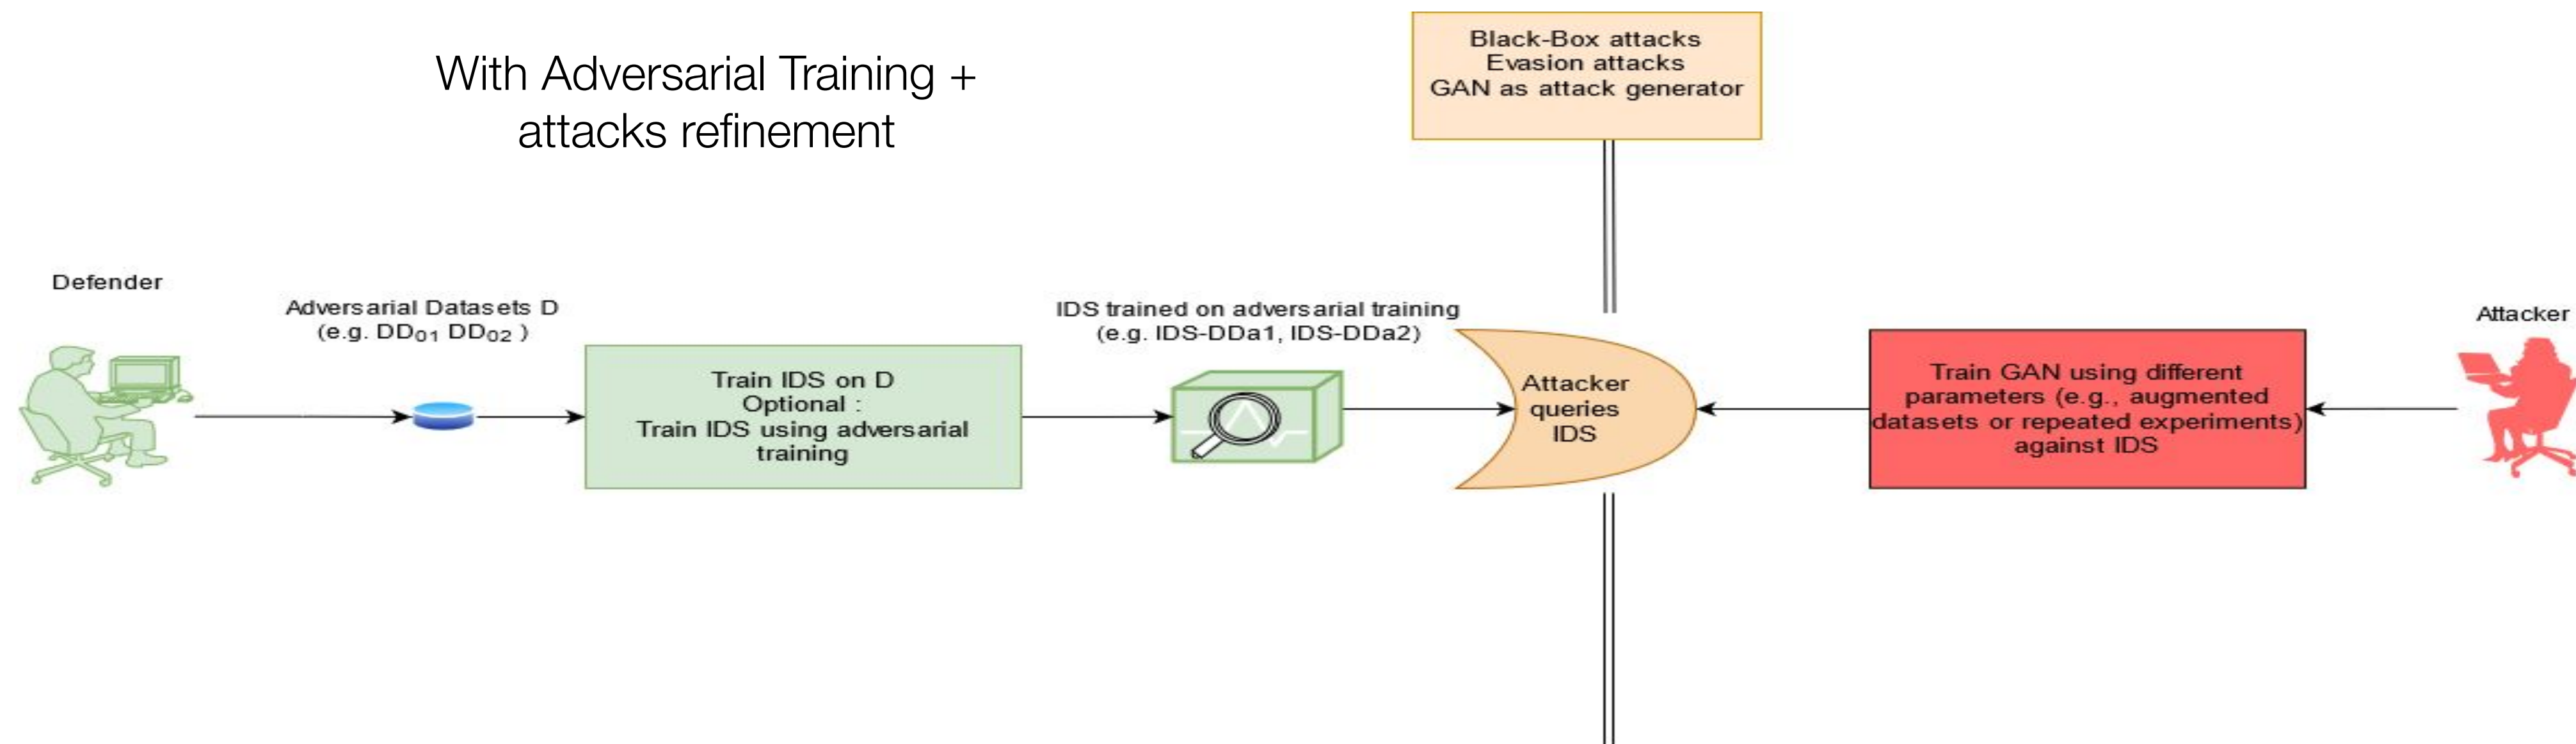 With Adversarial Training +
attacks refinement
Black-Box attacks
Evasion attacks
GAN as attack generator
Defender
Adversarial Datasets D
(e.g. DD₀₁ DD₀₂ )
Train IDS on D
Optional :
Train IDS using adversarial
training
IDS trained on adversarial training
(e.g. IDS-DDa1, IDS-DDa2)
Attacker
queries
IDS
Train GAN using different
parameters (e.g., augmented
datasets or repeated experiments)
against IDS
Attacker